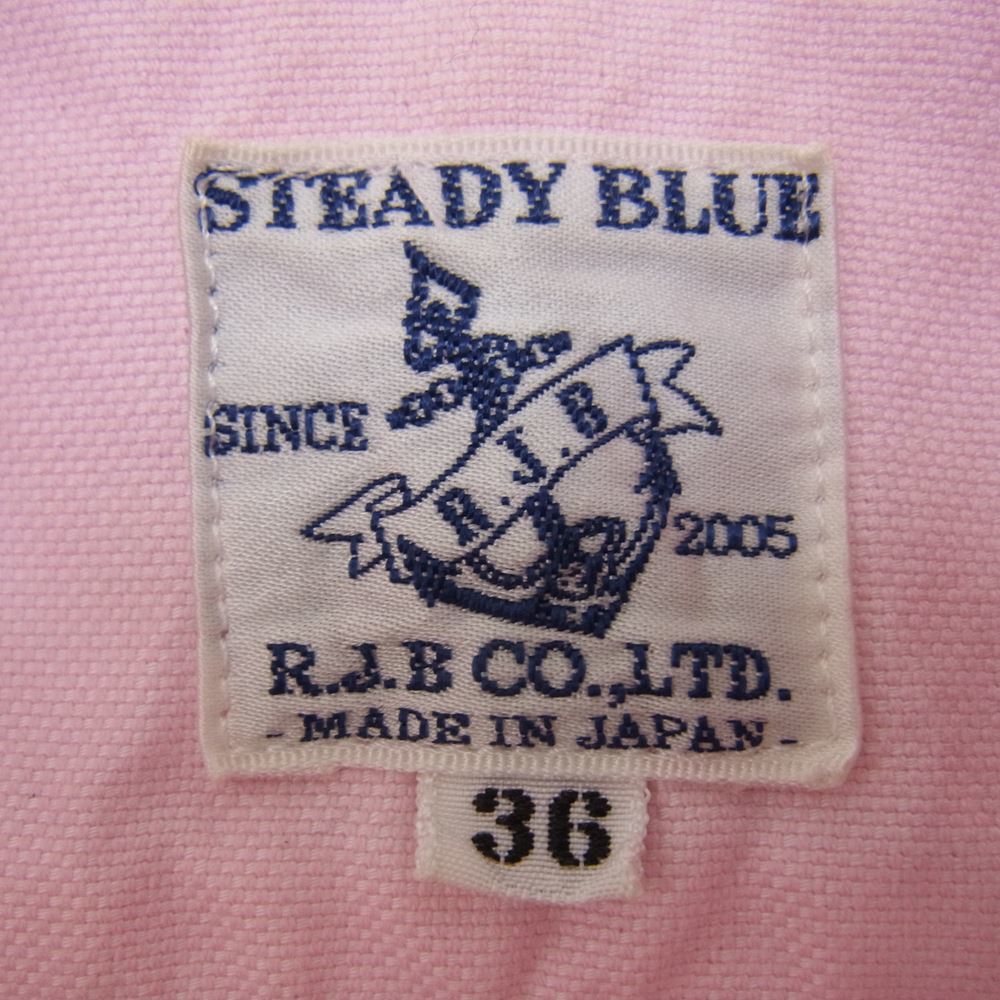 STEADY BLUE
SINCE
R.J.B
2005
R.J.B CO.,LTD.
- MADE IN JAPAN -
36